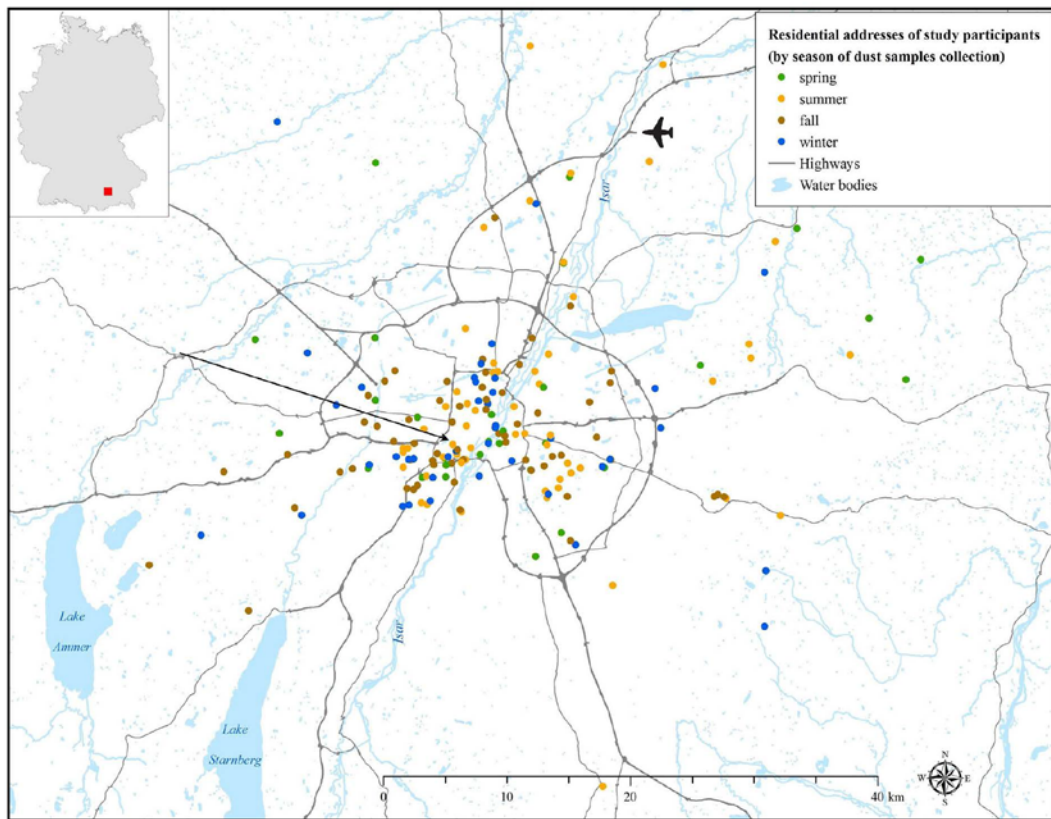 Residential addresses of study participants
(by season of dust samples collection)
spring
summer
fall
winter
Highways
Water bodies
Isar
Isar
Lake
Ammer
Lake
Starnberg
N
W E
S
0 10 20 40 km